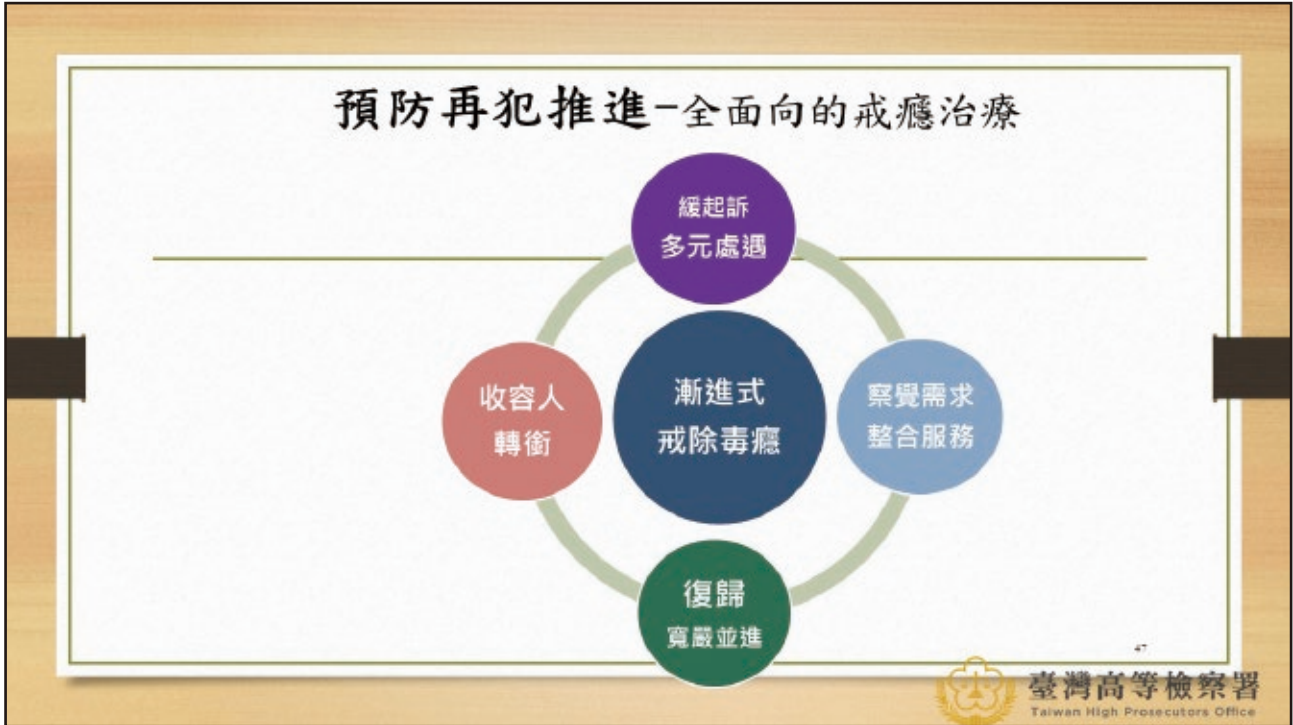 預防再犯推進-全面向的戒癮治療
緩起訴
多元處遇
收容人
轉銜
漸進式
戒除毒癮
察覺需求
整合服務
復歸
寬嚴並進
47
臺灣高等檢察署
Taiwan High Prosecutors Office